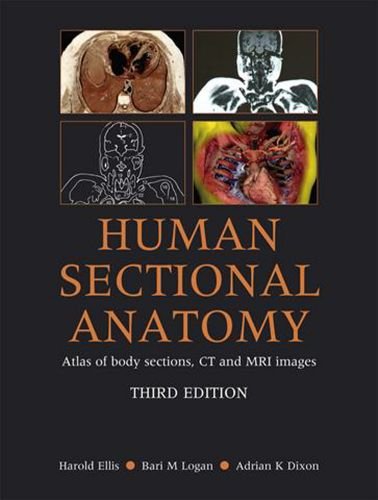 HUMAN
SECTIONAL
ANATOMY
Atlas of body sections, CT and MRI images
THIRD EDITION
Harold Ellis ● Bari M Logan ● Adrian K Dixon